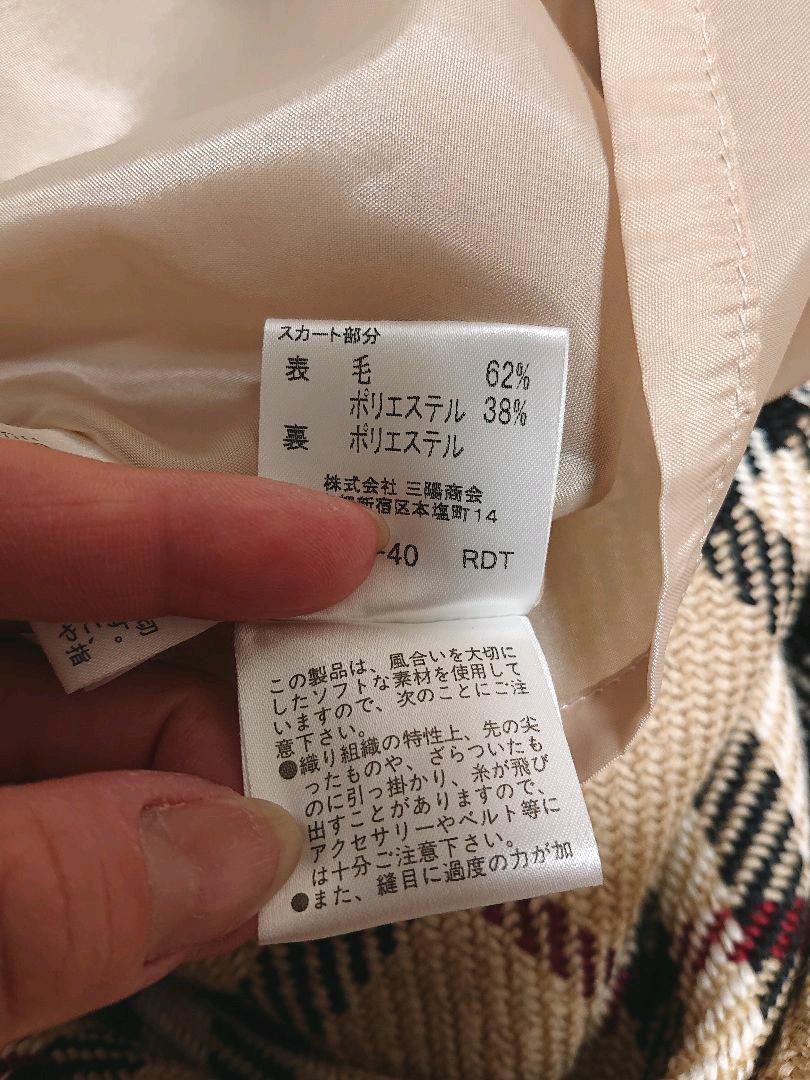 スカート部分
表 毛 62%
ポリエステル 38%
裏 ポリエステル
株式会社 三陽商会
新宿区本塩町14
-40 RDT
この製品は、風合いを大切に
したソフトな素材を使用して
いますので、次のことにご注
意下さい。
●織り組織の特性上、先の尖
ったものや、ざらついたも
のに引っ掛かり、糸が飛び
出すことがありますので、
アクセサリーやベルト等に
は十分ご注意下さい。
●また、縫目に過度の力が加
や指